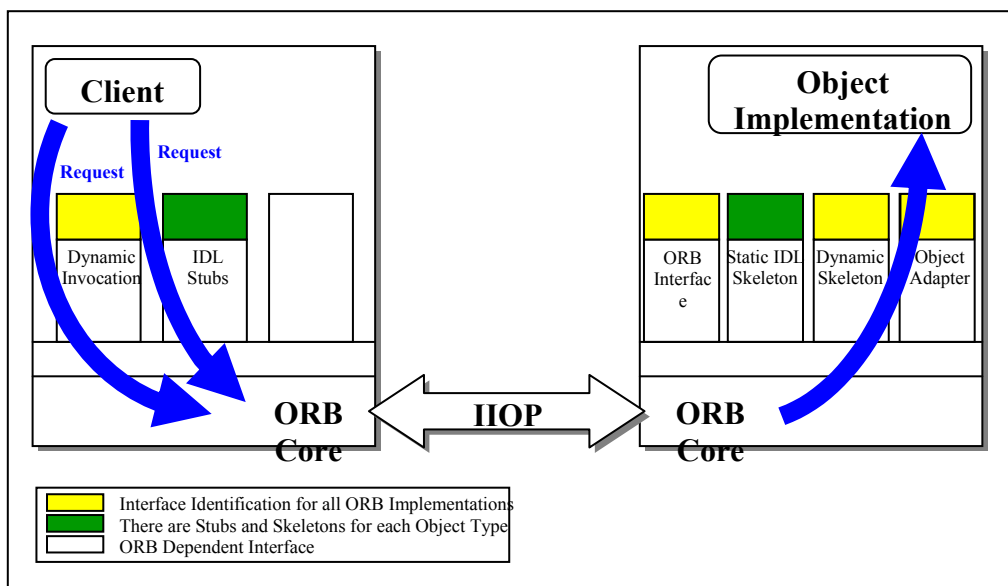 Client
Request
Request
Dynamic
Invocation
IDL
Stubs
ORB
Core
IIOP
Object
Implementation
ORB
Interfac
e
Static IDL
Skeleton
Dynamic
Skeleton
Object
Adapter
ORB
Core
Interface Identification for all ORB Implementations
There are Stubs and Skeletons for each Object Type
ORB Dependent Interface